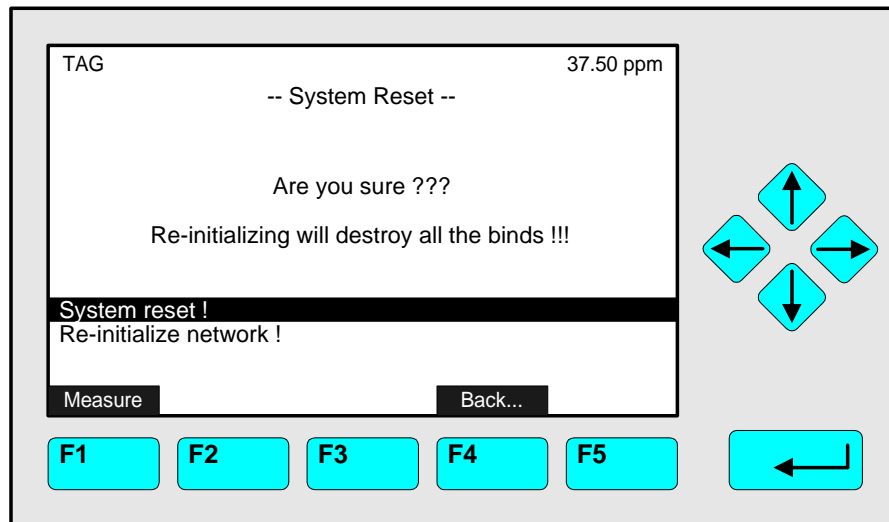 TAG 37.50 ppm
-- System Reset --
Are you sure ???
Re-initializing will destroy all the binds !!!
System reset !
Re-initialize network !
Measure Back...
F1 F2 F3 F4 F5